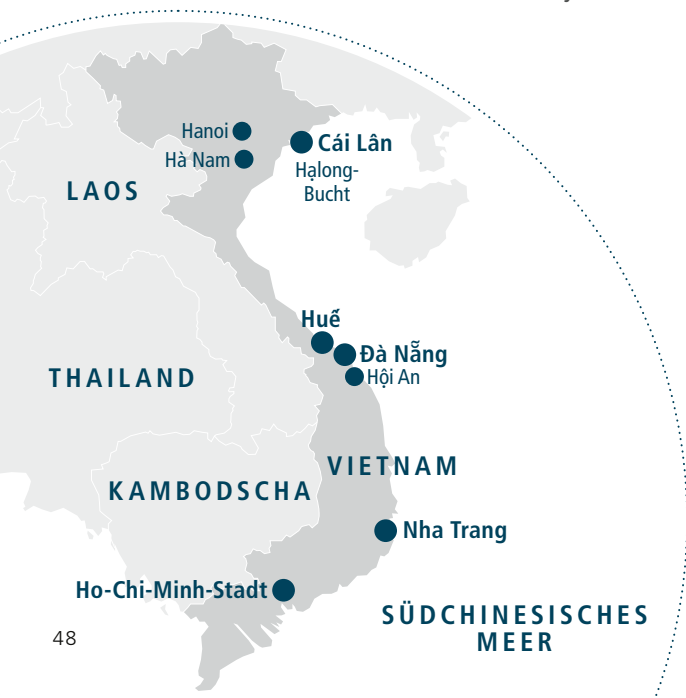 Hanoi
Cái Lân
Hà Nam
Hạlong-
Bucht
LAOS
Huế
Đà Nẵng
Hội An
THAILAND
VIETNAM
KAMBODSCHA
Nha Trang
Ho-Chi-Minh-Stadt
SÜDCHINESISCHES
MEER
48